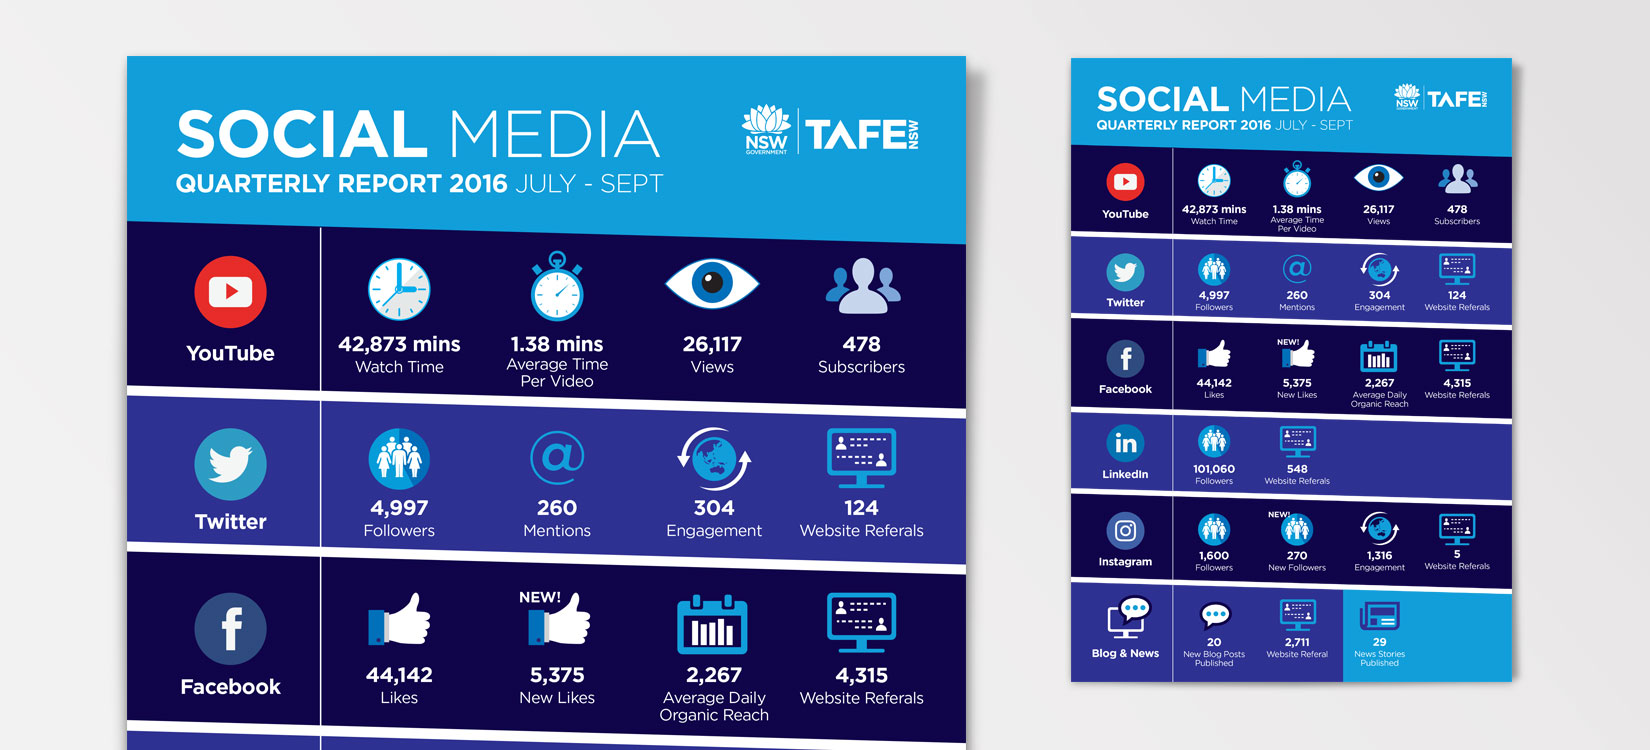 SOCIAL MEDIA
QUARTERLY REPORT 2016 JULY - SEPT
NSW
GOVERNMENT
TAFE NSW
YouTube
42,873 mins
Watch Time
1.38 mins
Average Time
Per Video
26,117
Views
478
Subscribers
Twitter
4,997
Followers
@
260
Mentions
304
Engagement
124
Website Referals
Facebook
44,142
Likes
NEW!
5,375
New Likes
2,267
Average Daily
Organic Reach
4,315
Website Referals
SOCIAL MEDIA
QUARTERLY REPORT 2016 JULY - SEPT
NSW
GOVERNMENT
TAFE NSW
YouTube
42,873 mins
Watch Time
1.38 mins
Average Time
Per Video
26,117
Views
478
Subscribers
Twitter
4,997
Followers
@
260
Mentions
304
Engagement
124
Website Referals
Facebook
44,142
Likes
NEW!
5,375
New Likes
2,267
Average Daily
Organic Reach
4,315
Website Referals
in
LinkedIn
101,060
Followers
548
Website Referals
Instagram
1,600
Followers
NEW!
270
New Followers
1,316
Engagement
5
Website Referals
Blog & News
20
New Blog Posts
Published
2,711
Website Referal
29
News Stories
Published